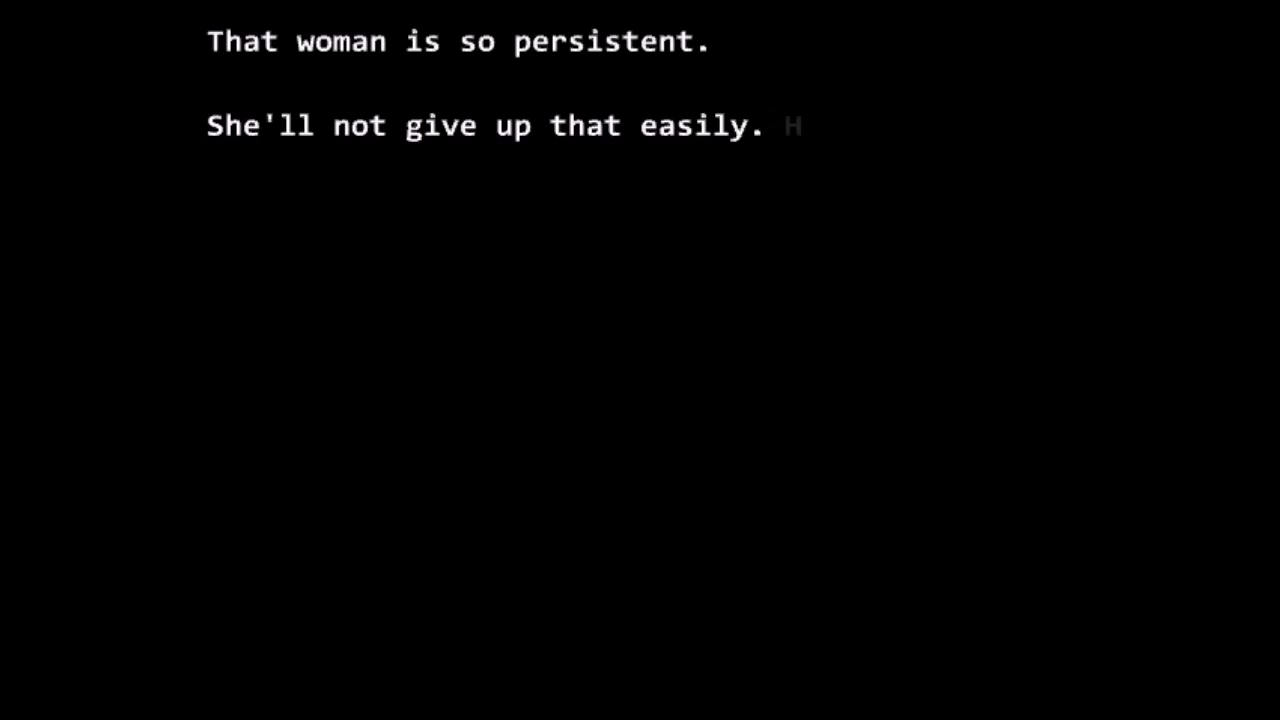 That woman is so persistent.
She'll not give up that easily. H